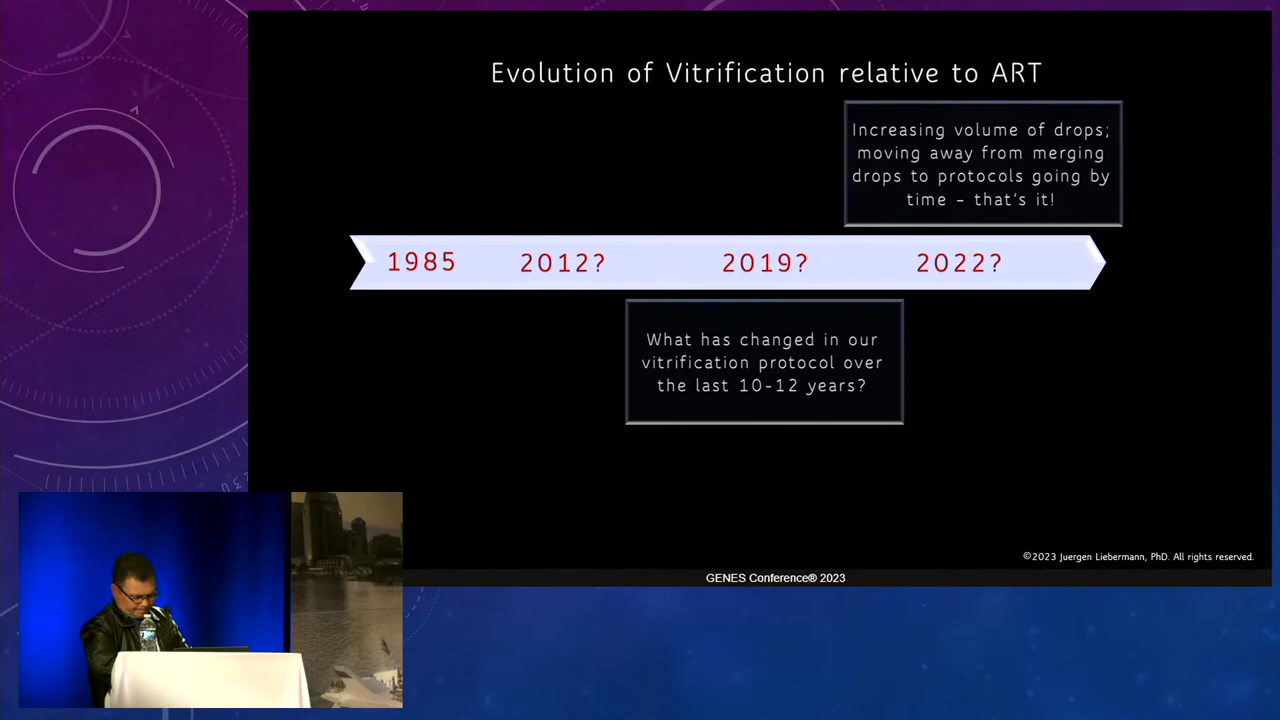 Evolution of Vitrification relative to ART
Increasing volume of drops;
moving away from merging
drops to protocols going by
time – that's it!
1985 2012? 2019? 2022?
What has changed in our
vitrification protocol over
the last 10-12 years?
©2023 Juergen Liebermann, PhD. All rights reserved.
GENES Conference® 2023
230